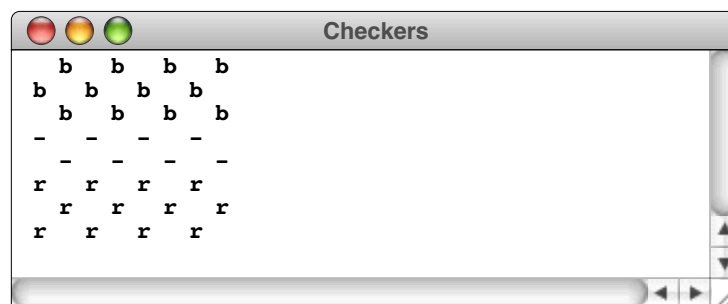 Checkers
  b   b   b   b
b   b   b   b
  b   b   b   b
-   -   -   -
  -   -   -   -
r   r   r   r
  r   r   r   r
r   r   r   r